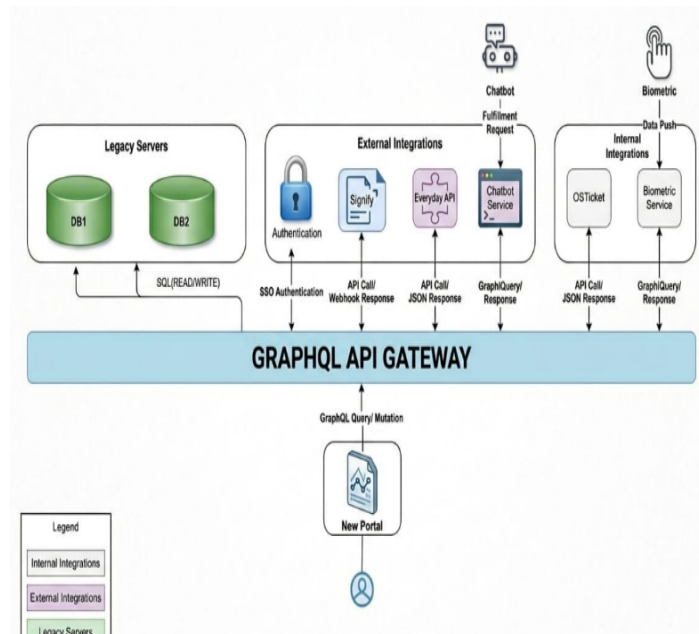 Chatbot
Biometric
Fulfillment
Request
Data Push
Legacy Servers
External Integrations
Internal
Integrations
DB1
DB2
Authentication
Signify
Everyday API
Chatbot
Service
OSTicket
Biometric
Service
SQL(READ/WRITE)
SSO Authentication
API Call/
Webhook Response
API Call/
JSON Response
GraphiQuery/
Response
API Call/
JSON Response
GraphiQuery/
Response
GRAPHQL API GATEWAY
GraphQL Query/ Mutation
New Portal
Legend
Internal Integrations
External Integrations
Legacy Servers